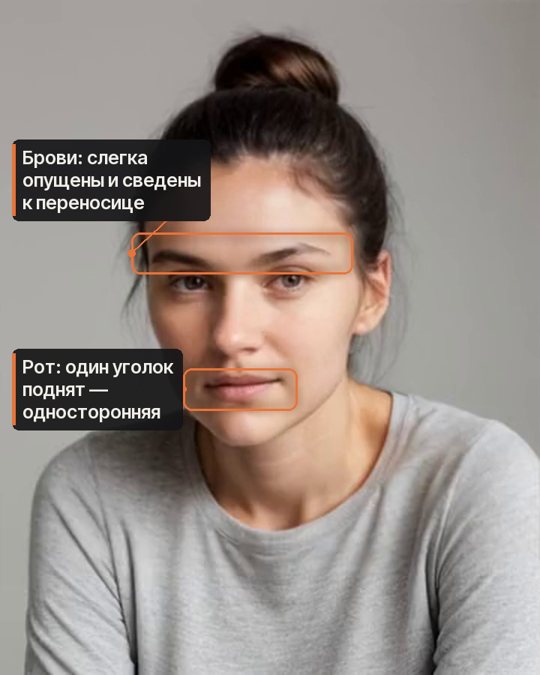 Брови: слегка
опущены и сведены
к переносице
Рот: один уголок
поднят —
односторонняя